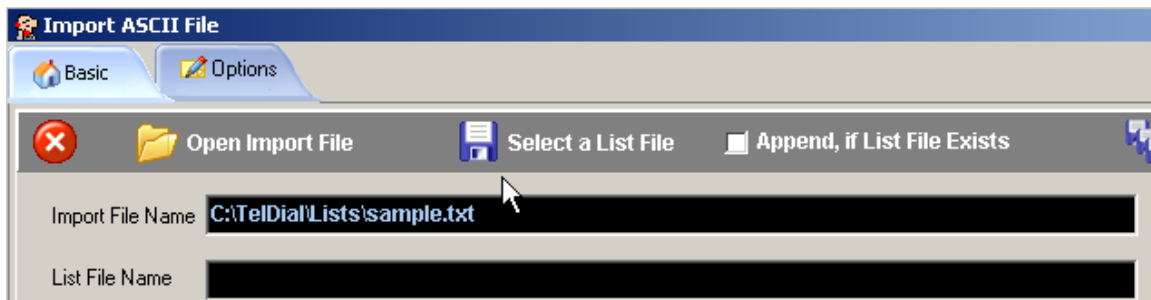 Import ASCII File
Basic Options
Open Import File Select a List File Append, if List File Exists
Import File Name C:\TelDial\Lists\sample.txt
List File Name